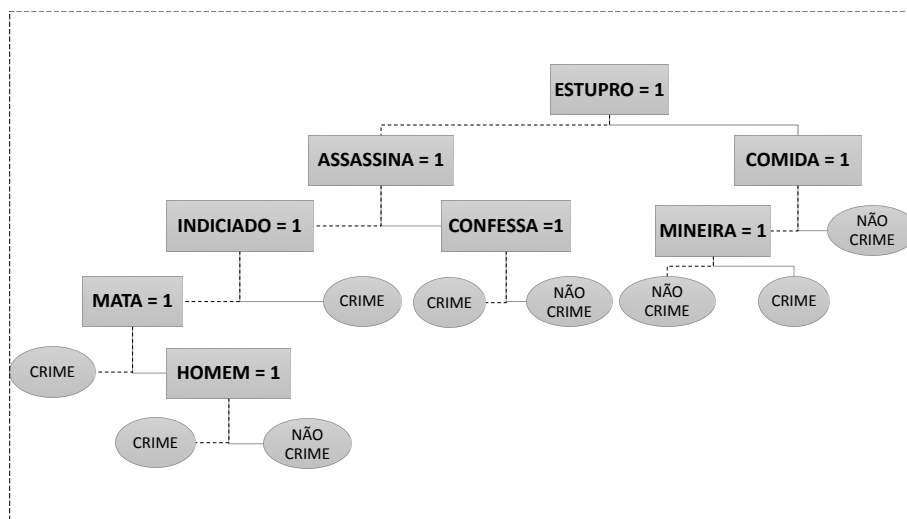 ESTUPRO = 1
ASSASSINA = 1
COMIDA = 1
INDICIADO = 1
CONFESSA =1
MINEIRA = 1
NÃO
CRIME
MATA = 1
CRIME
CRIME
NÃO
CRIME
NÃO
CRIME
CRIME
CRIME
HOMEM = 1
CRIME
NÃO
CRIME